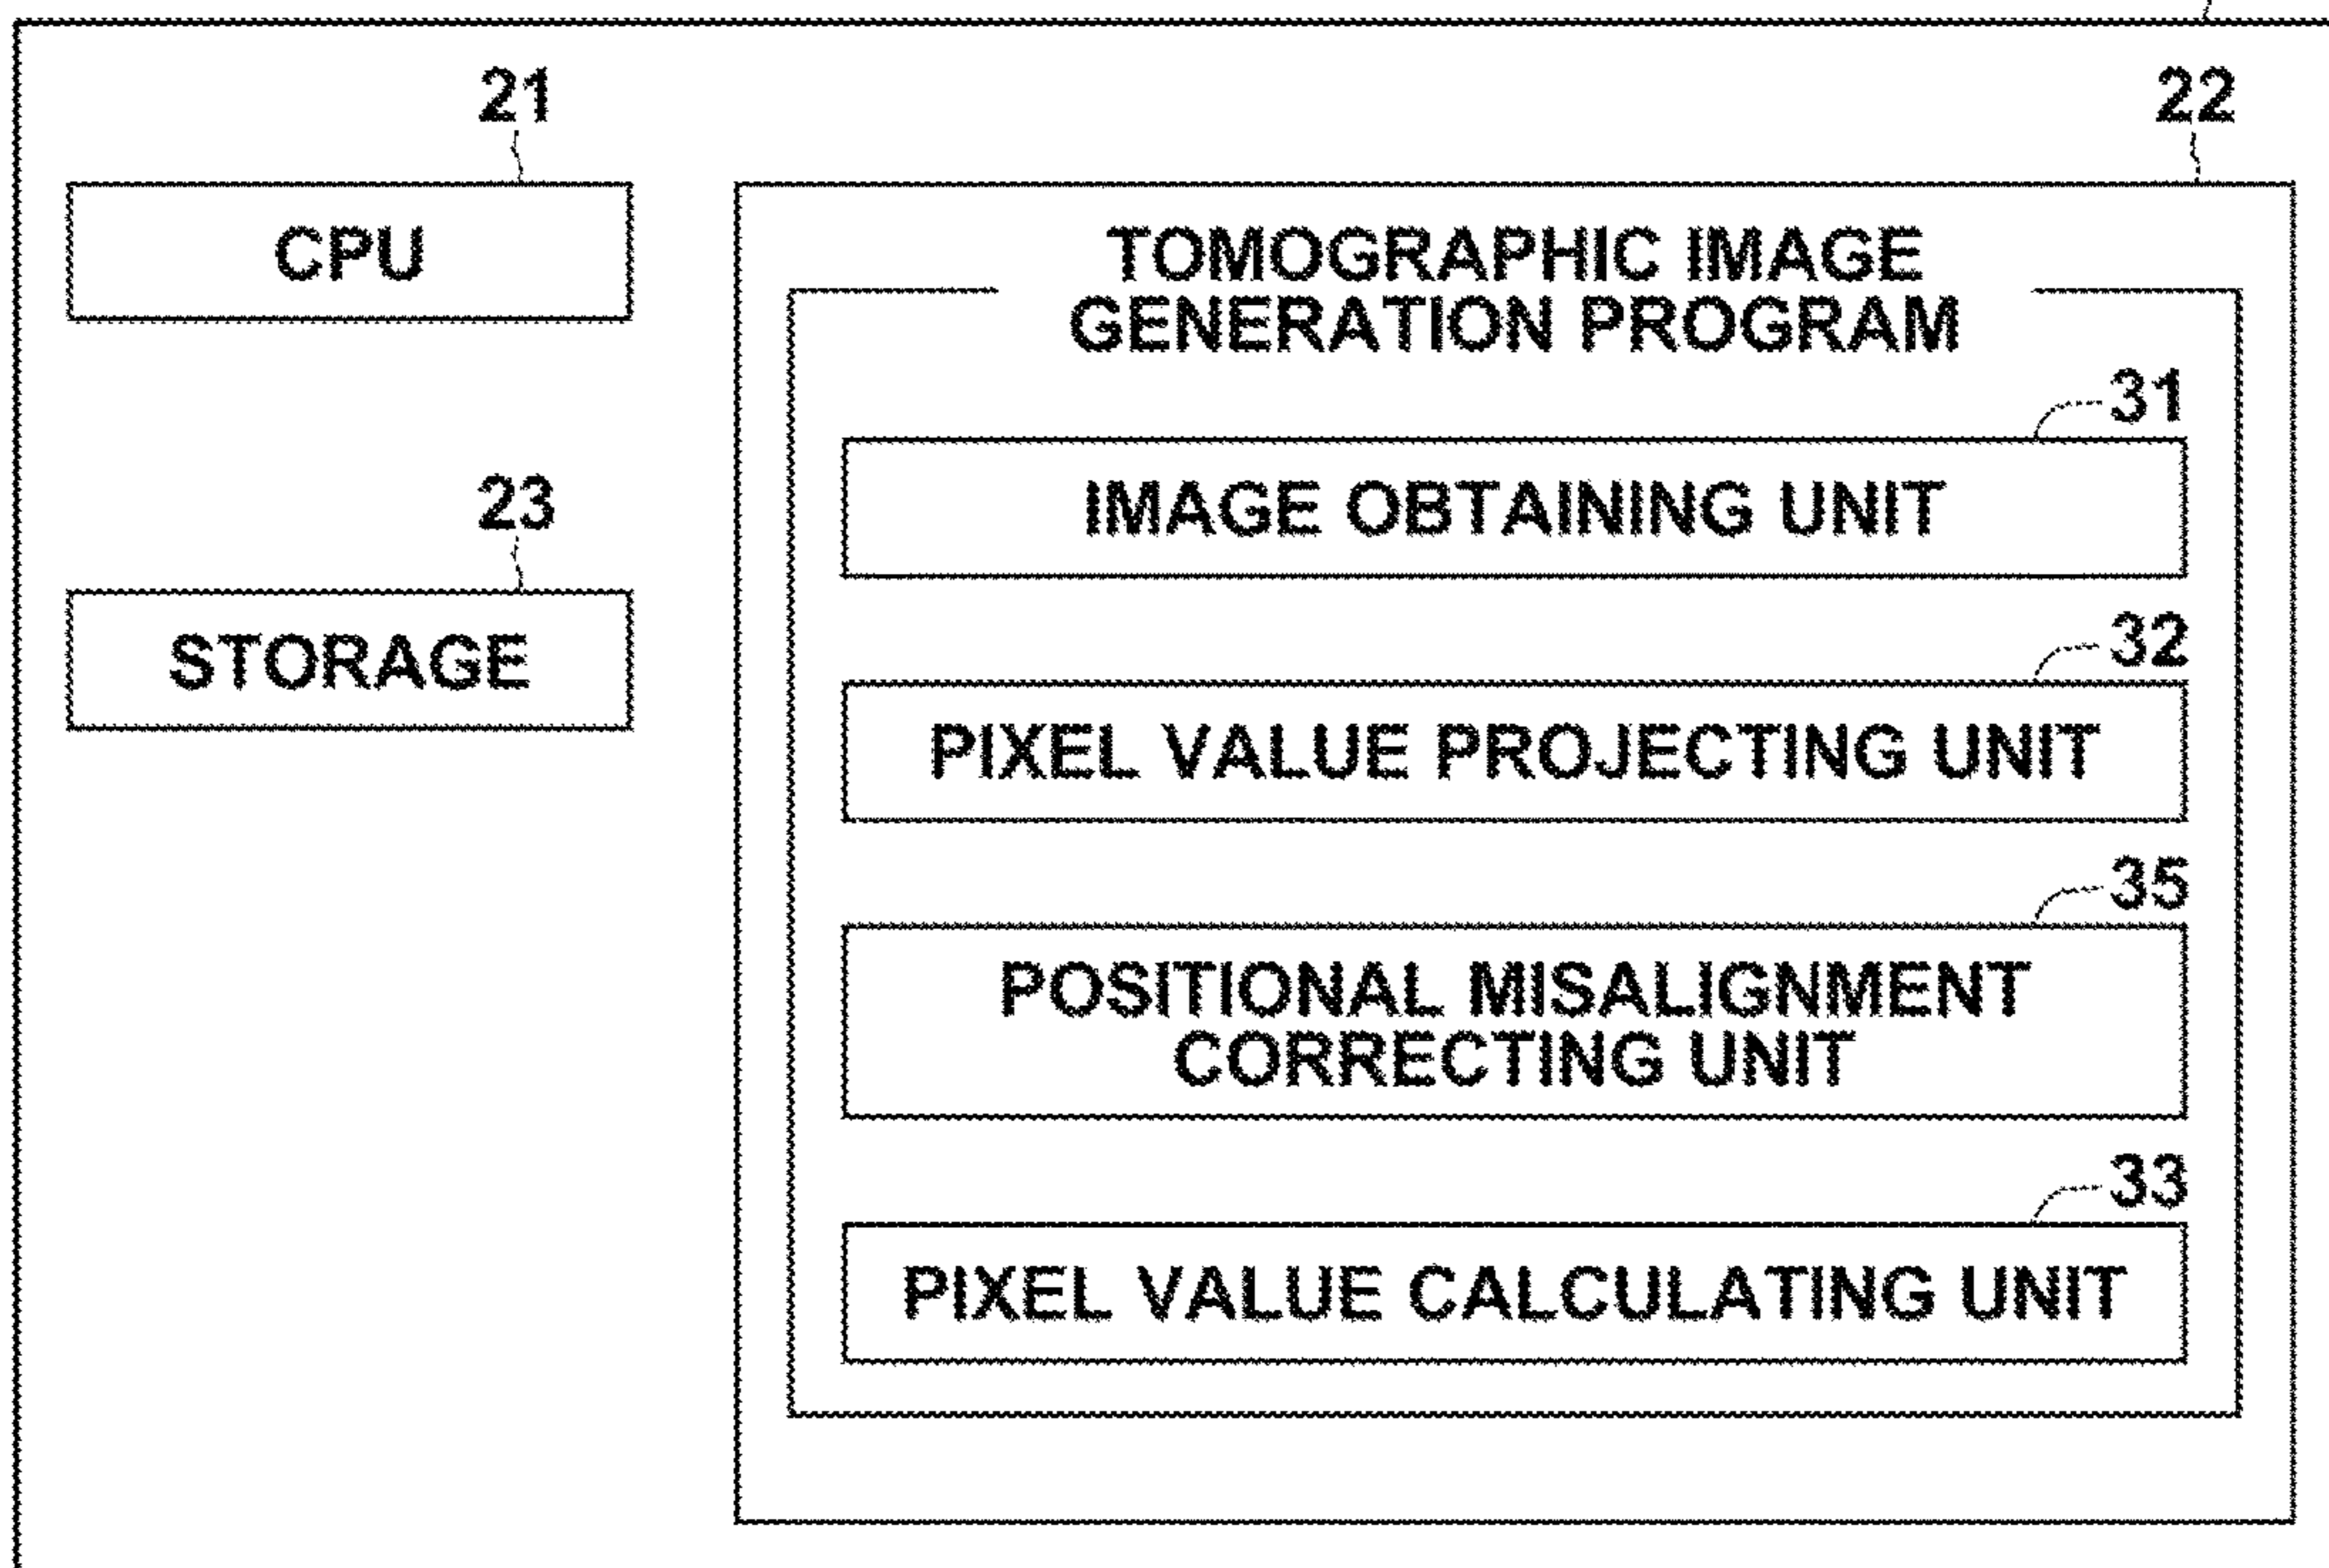 21
22
CPU
TOMOGRAPHIC IMAGE
GENERATION PROGRAM
31
IMAGE OBTAINING UNIT
23
STORAGE
32
PIXEL VALUE PROJECTING UNIT
35
POSITIONAL MISALIGNMENT
CORRECTING UNIT
33
PIXEL VALUE CALCULATING UNIT